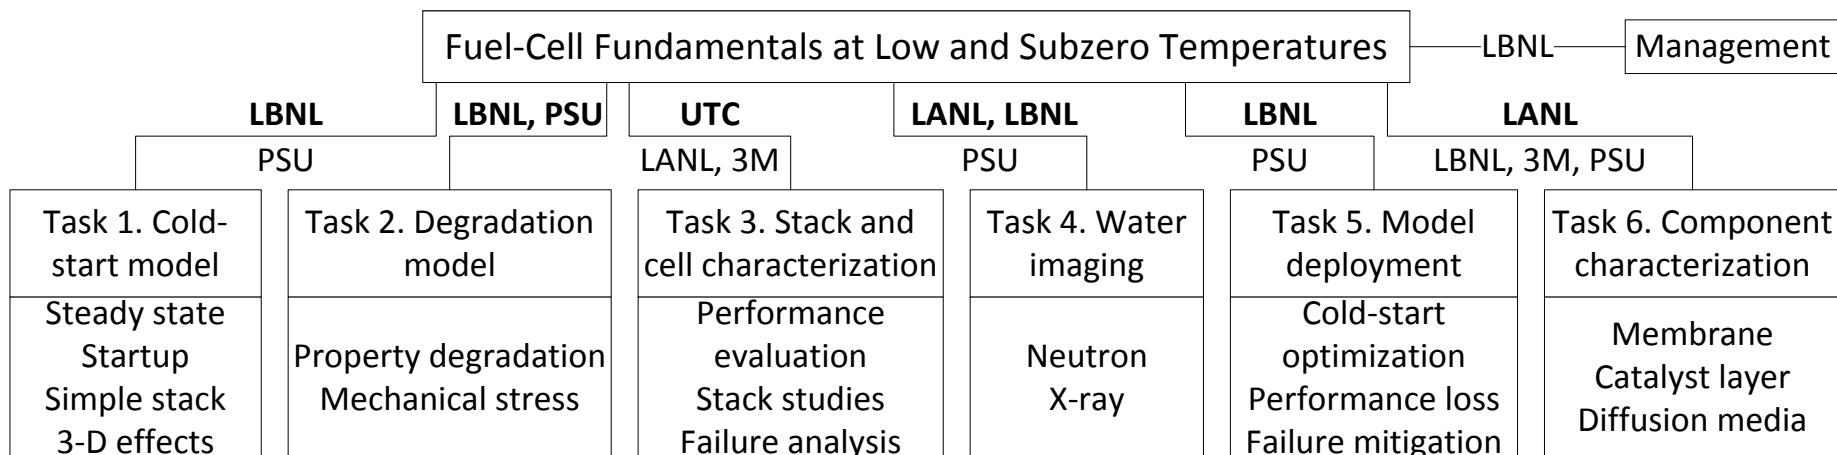 Fuel-Cell Fundamentals at Low and Subzero Temperatures
LBNL
Management
LBNL
LBNL, PSU
UTC
LANL, LBNL
LBNL
LANL
PSU
LANL, 3M
PSU
PSU
LBNL, 3M, PSU
Task 1. Cold-
start model
Steady state
Startup
Simple stack
3-D effects
Task 2. Degradation
model
Property degradation
Mechanical stress
Task 3. Stack and
cell characterization
Performance
evaluation
Stack studies
Failure analysis
Task 4. Water
imaging
Neutron
X-ray
Task 5. Model
deployment
Cold-start
optimization
Performance loss
Failure mitigation
Task 6. Component
characterization
Membrane
Catalyst layer
Diffusion media